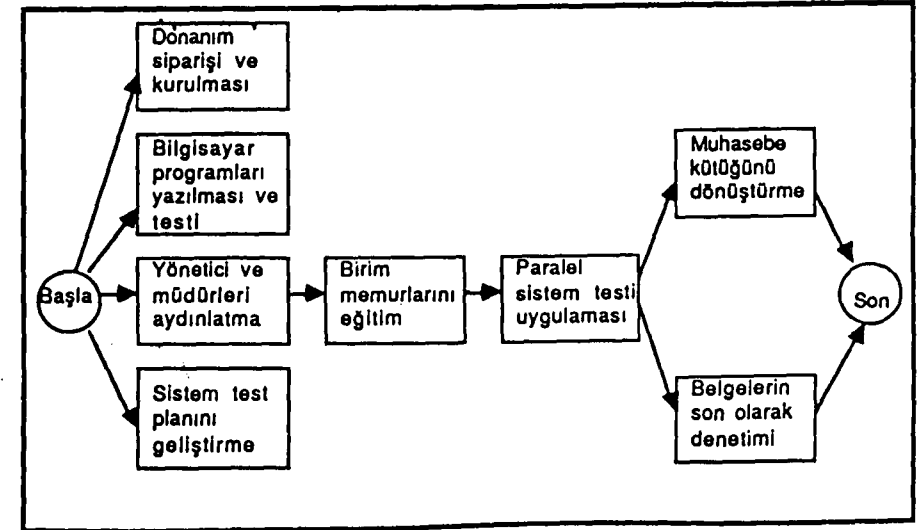 Donanım
siparişi ve
kurulması
Bilgisayar
programları
yazılması ve
testi
Başla
Yönetici ve
müdürleri
aydınlatma
Sistem test
planını
geliştirme
Birim
memurlarını
eğitim
Paralel
sistem testi
uygulaması
Muhasebe
kütüğünü
dönüştürme
Belgelerin
son olarak
denetimi
Son